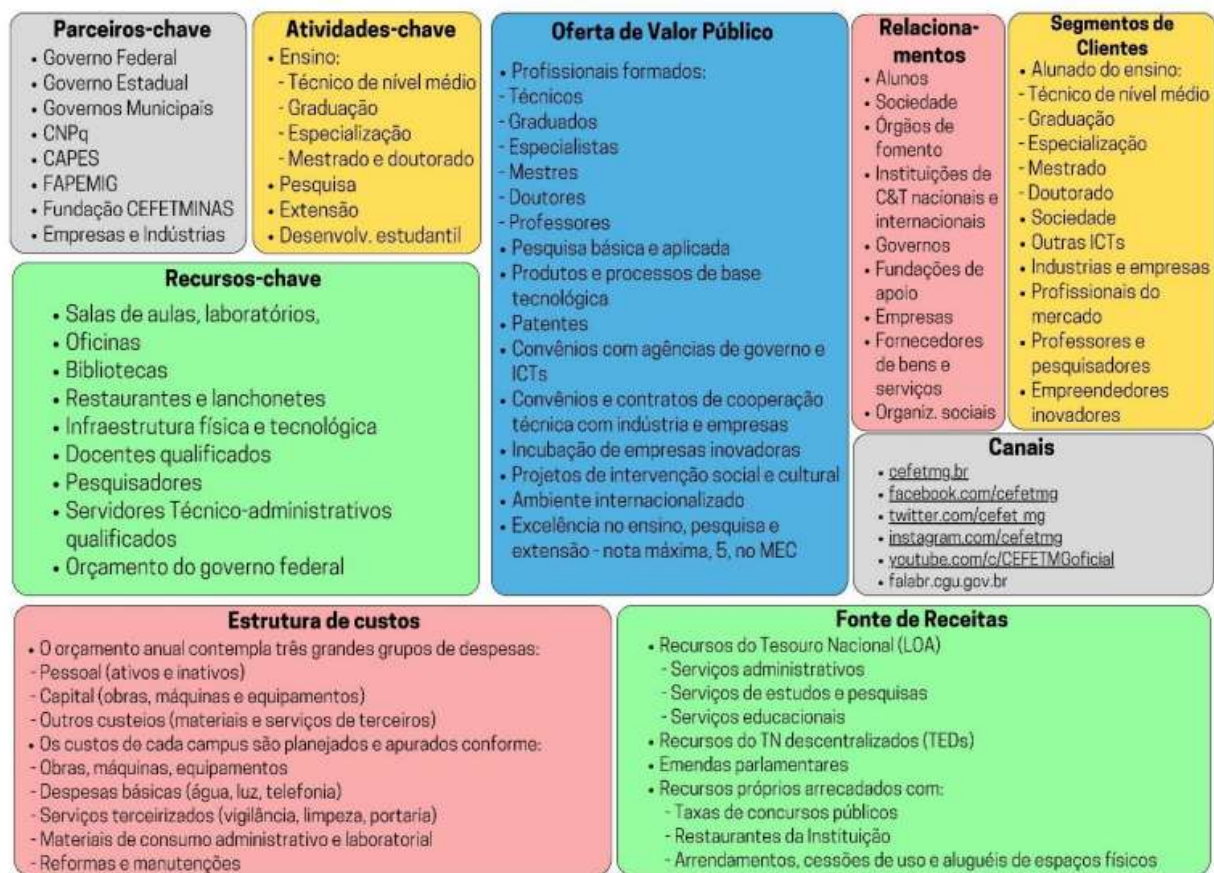 Parceiros-chave
• Governo Federal
• Governo Estadual
• Governos Municipais
• CNPq
• CAPES
• FAPEMIG
• Fundação CEFETMINAS
• Empresas e Indústrias
Atividades-chave
• Ensino:
- Técnico de nível médio
- Graduação
- Especialização
- Mestrado e doutorado
• Pesquisa
• Extensão
• Desenvolv. estudantil
Oferta de Valor Público
• Profissionais formados:
- Técnicos
- Graduados
- Especialistas
- Mestres
- Doutores
- Professores
• Pesquisa básica e aplicada
• Produtos e processos de base
tecnológica
• Patentes
• Convênios com agências de governo e
ICTs
• Convênios e contratos de cooperação
técnica com indústria e empresas
• Incubação de empresas inovadoras
• Projetos de intervenção social e cultural
• Ambiente internacionalizado
• Excelência no ensino, pesquisa e
extensão - nota máxima, 5, no MEC
Relaciona-
mentos
• Alunos
• Sociedade
• Órgãos de
fomento
• Instituições de
C&T nacionais e
internacionais
• Governos
• Fundações de
apoio
• Empresas
• Fornecedores
de bens e
serviços
• Organiz. sociais
Segmentos de
Clientes
• Alunado do ensino:
- Técnico de nível médio
- Graduação
- Especialização
- Mestrado
- Doutorado
• Sociedade
• Outras ICTs
• Industrias e empresas
• Profissionais do
mercado
• Professores e
pesquisadores
• Empreendedores
inovadores
Recursos-chave
• Salas de aulas, laboratórios,
• Oficinas
• Bibliotecas
• Restaurantes e lanchonetes
• Infraestrutura física e tecnológica
• Docentes qualificados
• Pesquisadores
• Servidores Técnico-administrativos
qualificados
• Orçamento do governo federal
Canais
• cefetmg.br
• facebook.com/cefetmg
• twitter.com/cefet_mg
• instagram.com/cefetmg
• youtube.com/c/CEFETMGoficial
• falabr.cgu.gov.br
Estrutura de custos
• O orçamento anual contempla três grandes grupos de despesas:
- Pessoal (ativos e inativos)
- Capital (obras, máquinas e equipamentos)
- Outros custeios (materiais e serviços de terceiros)
• Os custos de cada campus são planejados e apurados conforme:
- Obras, máquinas, equipamentos
- Despesas básicas (água, luz, telefonia)
- Serviços terceirizados (vigilância, limpeza, portaria)
- Materiais de consumo administrativo e laboratorial
- Reformas e manutenções
Fonte de Receitas
• Recursos do Tesouro Nacional (LOA)
- Serviços administrativos
- Serviços de estudos e pesquisas
- Serviços educacionais
• Recursos do TN descentralizados (TEDs)
• Emendas parlamentares
• Recursos próprios arrecadados com:
- Taxas de concursos públicos
- Restaurantes da Instituição
- Arrendamentos, cessões de uso e aluguéis de espaços físicos